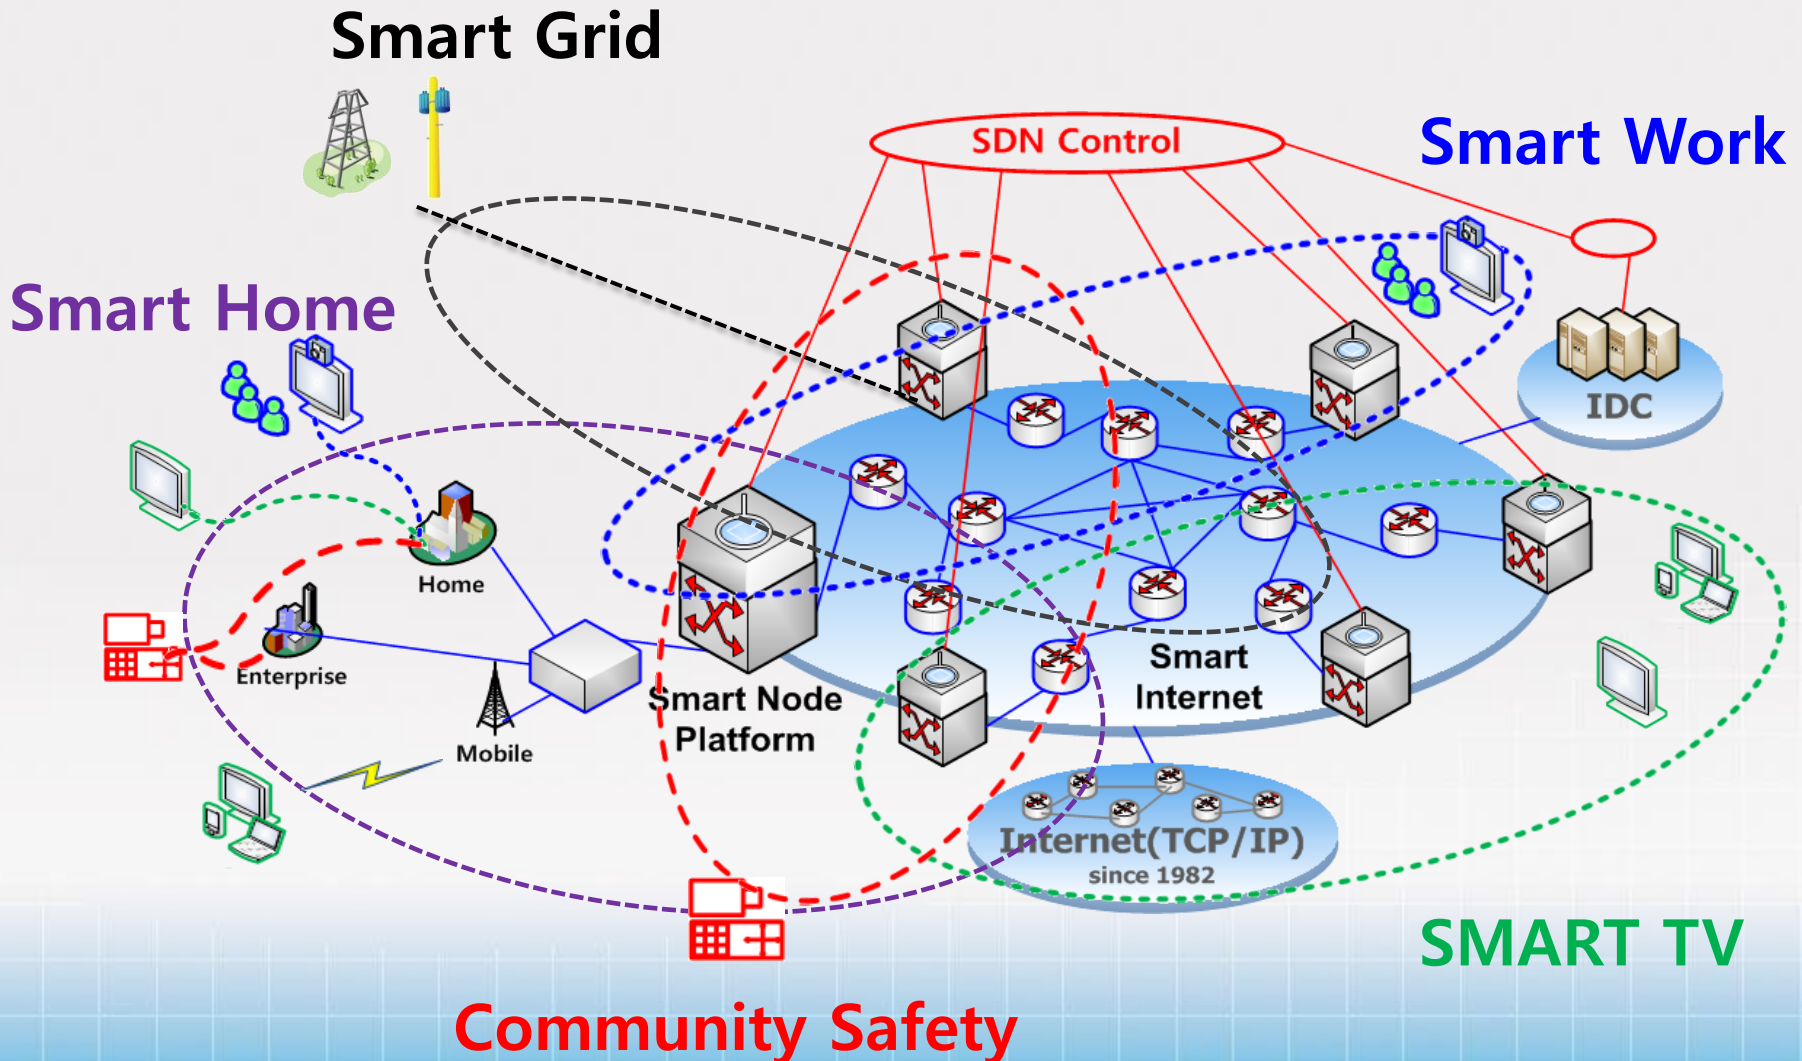 Smart Grid
SDN Control
Smart Work
Smart Home
IDC
Home
Enterprise
Smart
Internet
Smart Node
Platform
Mobile
Internet(TCP/IP)
since 1982
SMART TV
Community Safety